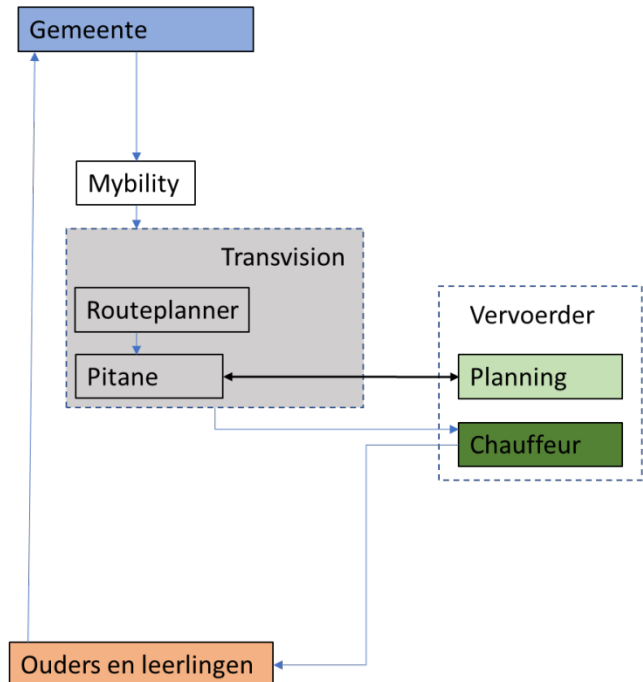 Gemeente
Mybility
Transvision
Routeplanner
Pitane
Vervoerder
Planning
Chauffeur
Ouders en leerlingen